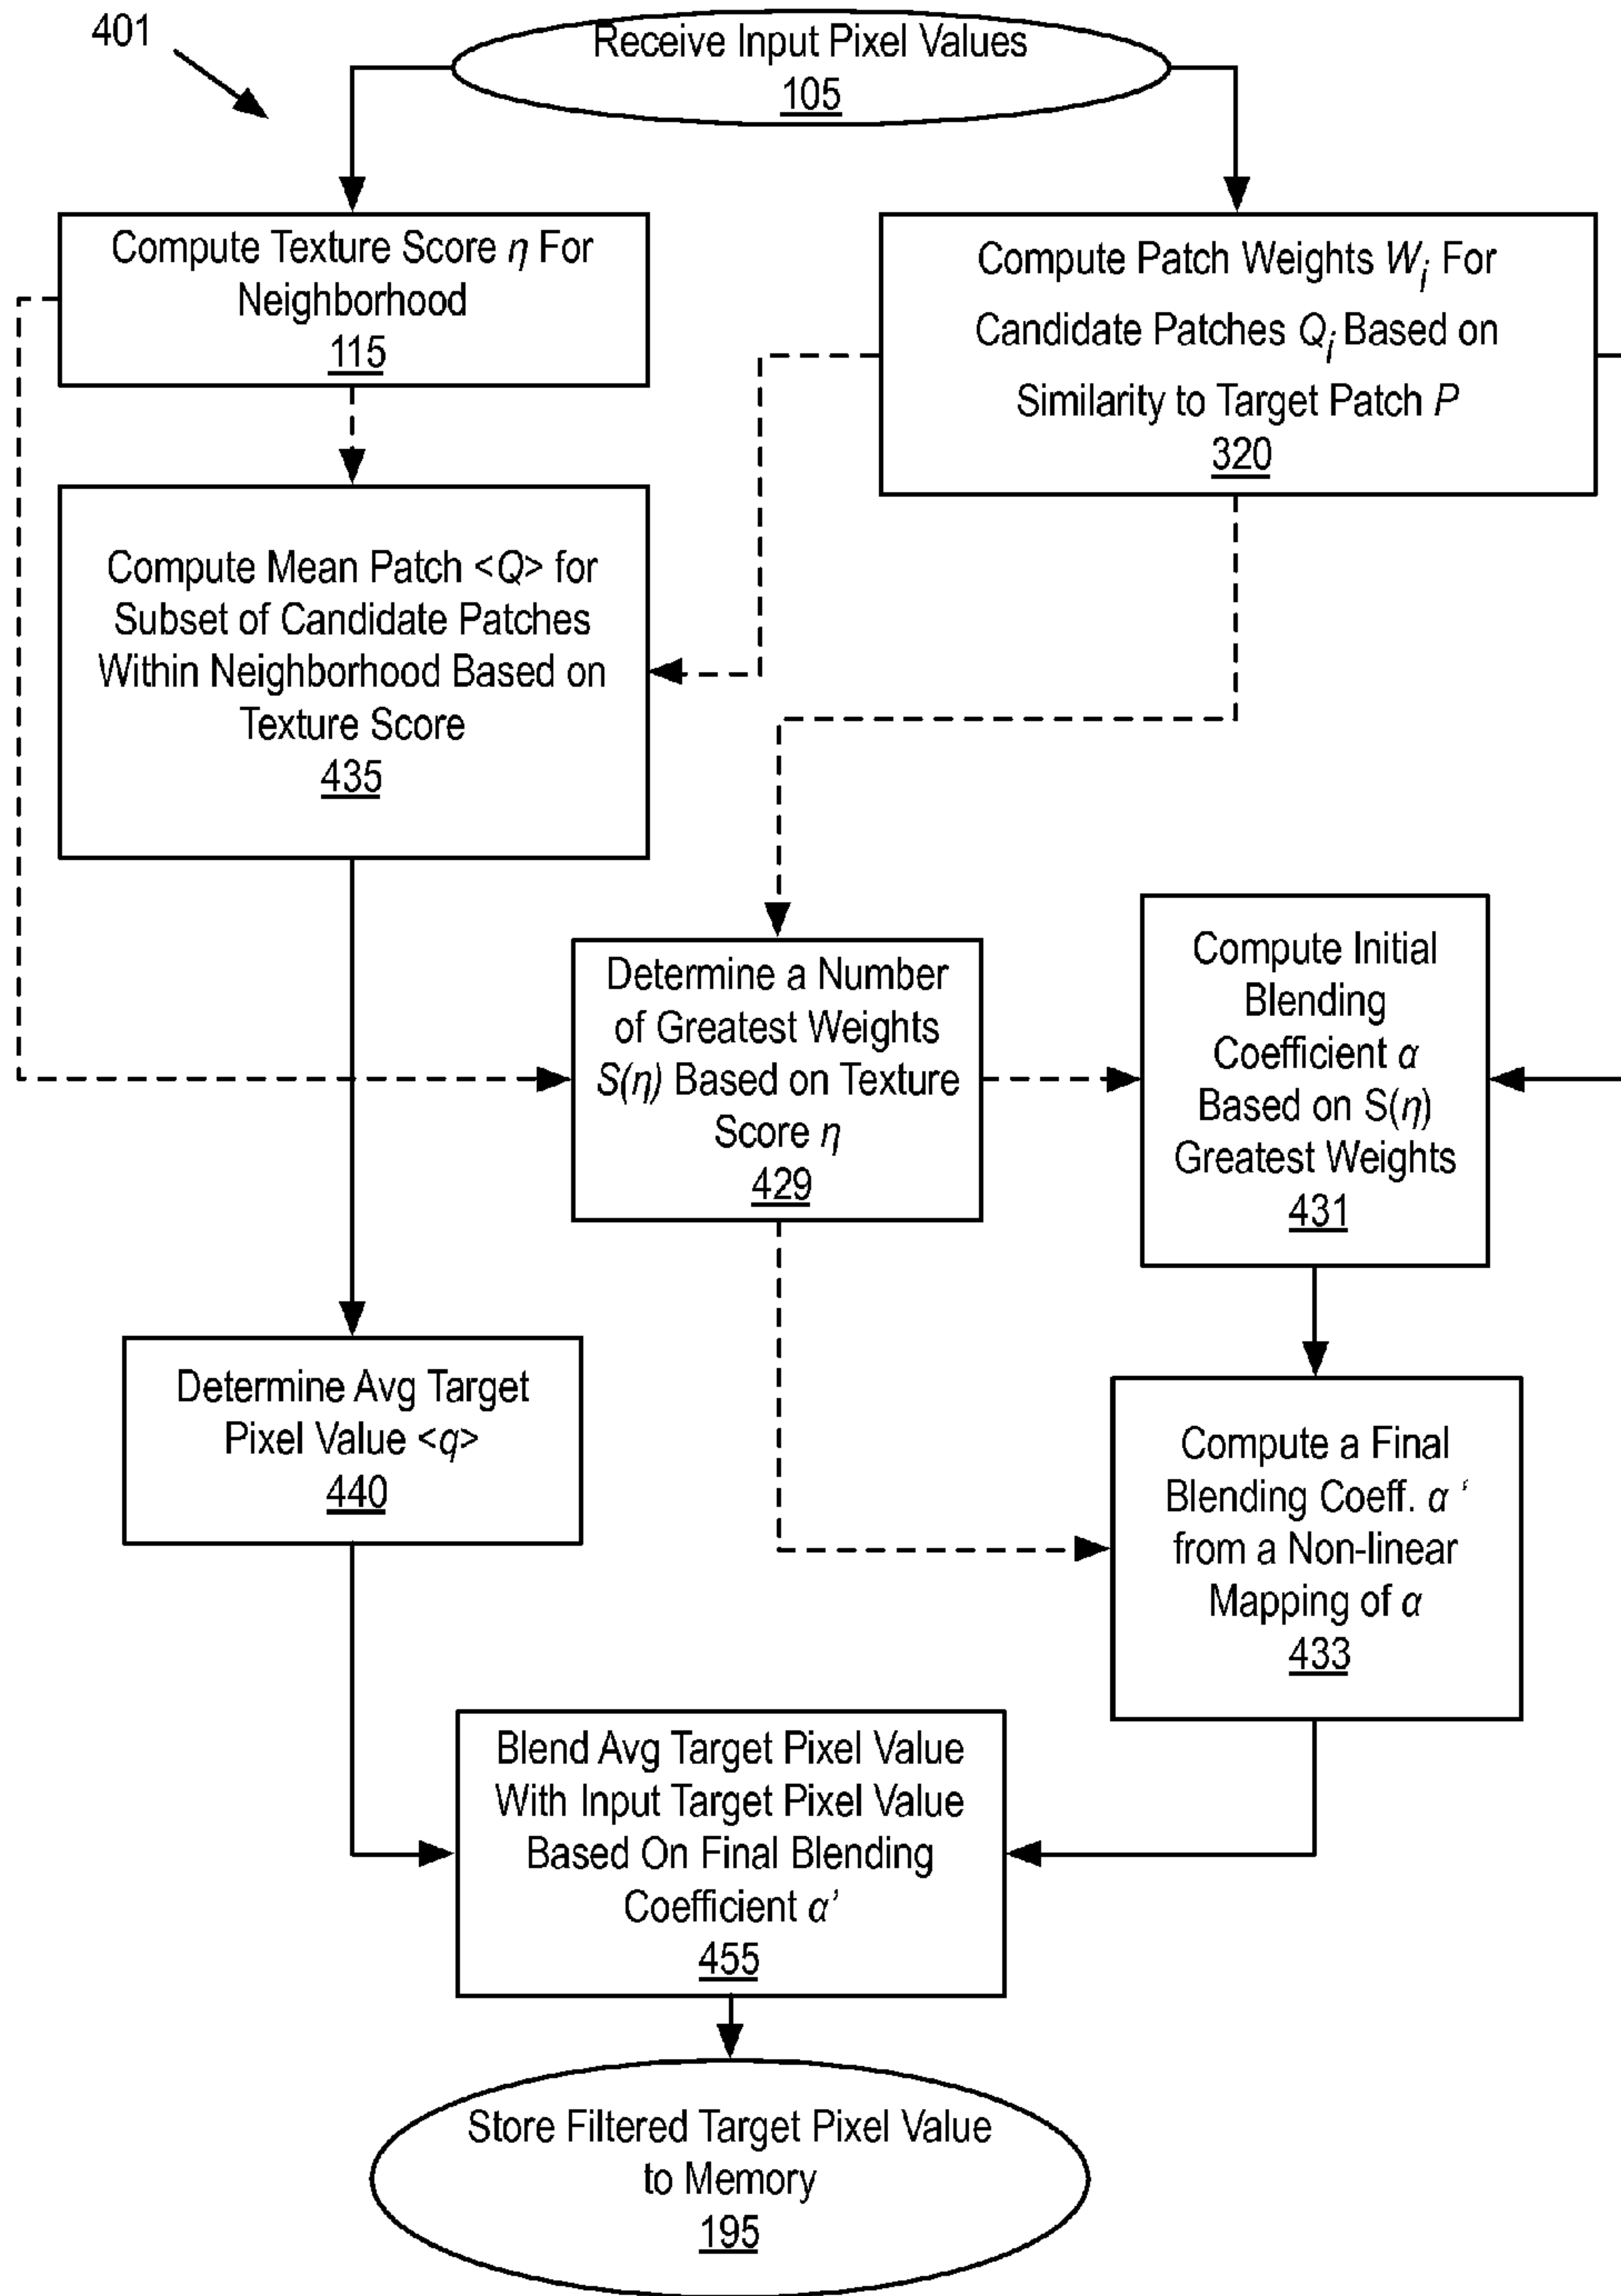 401
Receive Input Pixel Values
105
Compute Texture Score η For
Neighborhood
115
Compute Patch Weights Wi For
Candidate Patches Qi Based on
Similarity to Target Patch P
320
Compute Mean Patch <Q> for
Subset of Candidate Patches
Within Neighborhood Based on
Texture Score
435
Determine a Number
of Greatest Weights
S(η) Based on Texture
Score η
429
Compute Initial
Blending
Coefficient α
Based on S(η)
Greatest Weights
431
Determine Avg Target
Pixel Value <q>
440
Compute a Final
Blending Coeff. α '
from a Non-linear
Mapping of α
433
Blend Avg Target Pixel Value
With Input Target Pixel Value
Based On Final Blending
Coefficient α'
455
Store Filtered Target Pixel Value
to Memory
195